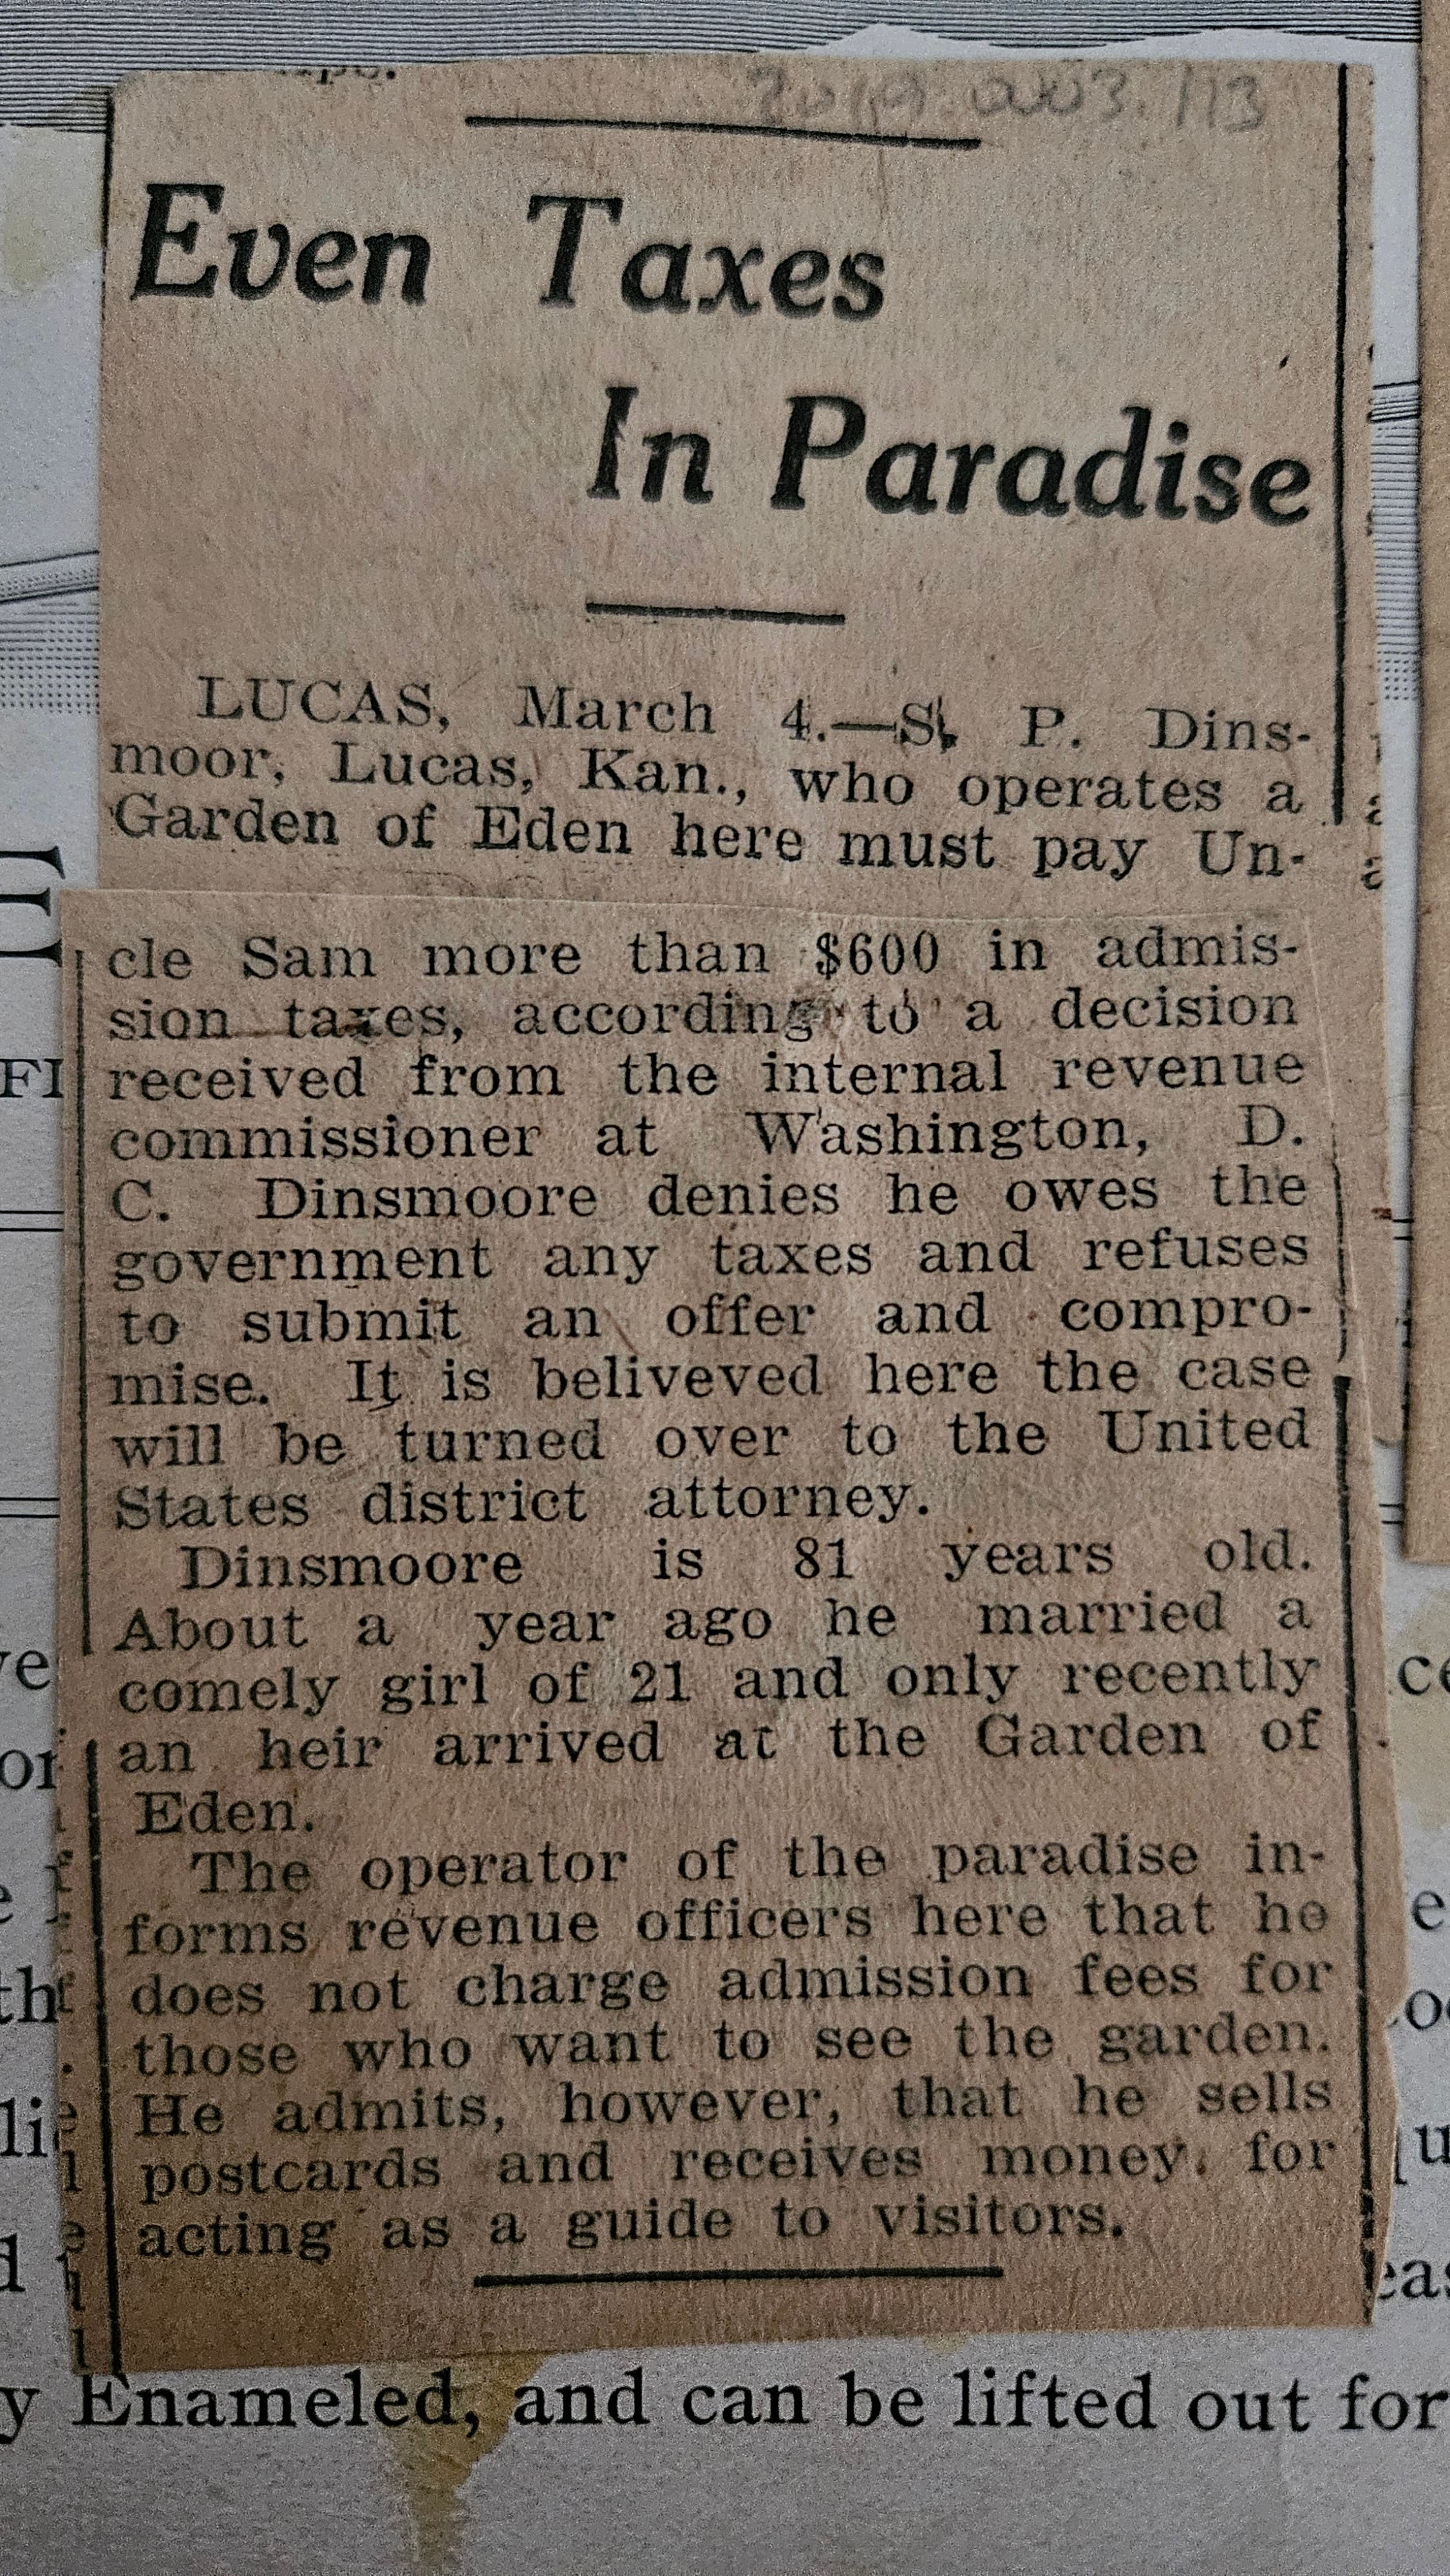 Even Taxes
In Paradise
LUCAS, March 4.—S. P. Dins-
moor, Lucas, Kan., who operates a
Garden of Eden here must pay Un-
cle Sam more than $600 in admis-
sion taxes, according to a decision
received from the internal revenue
commissioner at Washington, D.
C. Dinsmoore denies he owes the
government any taxes and refuses
to submit an offer and compro-
mise. It is beliveved here the case
will be turned over to the United
States district attorney.
Dinsmoore is 81 years old.
About a year ago he married a
comely girl of 21 and only recently
an heir arrived at the Garden of
Eden.
The operator of the paradise in-
forms revenue officers here that he
does not charge admission fees for
those who want to see the garden.
He admits, however, that he sells
postcards and receives money for
acting as a guide to visitors.
y Enameled, and can be lifted out for